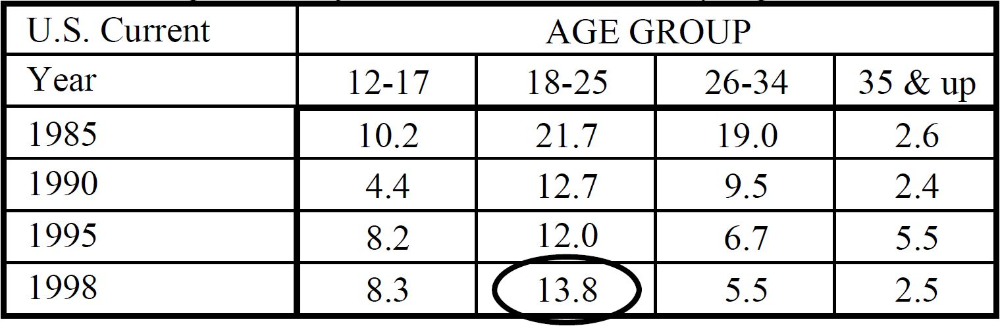 U.S. Current AGE GROUP
Year 12-17 18-25 26-34 35 & up
1985 10.2 21.7 19.0 2.6
1990 4.4 12.7 9.5 2.4
1995 8.2 12.0 6.7 5.5
1998 8.3 13.8 5.5 2.5